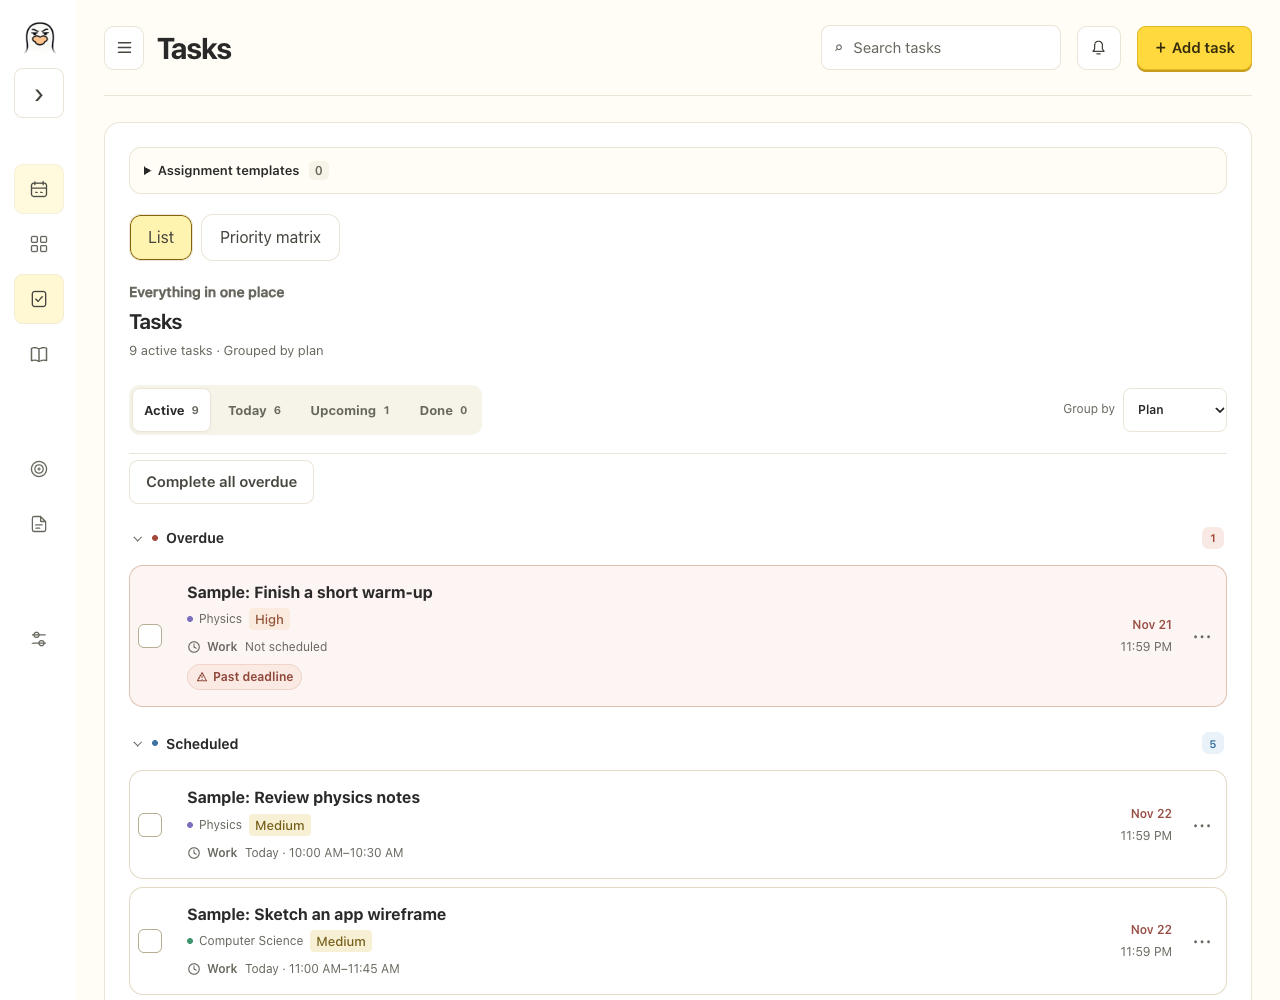 Tasks
Search tasks
+ Add task
Assignment templates 0
List
Priority matrix
Everything in one place
Tasks
9 active tasks · Grouped by plan
Active 9
Today 6
Upcoming 1
Done 0
Group by
Plan
Complete all overdue
Overdue
1
Sample: Finish a short warm-up
Physics High
Work Not scheduled
Past deadline
Nov 21
11:59 PM
Scheduled
5
Sample: Review physics notes
Physics Medium
Work Today · 10:00 AM–10:30 AM
Nov 22
11:59 PM
Sample: Sketch an app wireframe
Computer Science Medium
Work Today · 11:00 AM–11:45 AM
Nov 22
11:59 PM